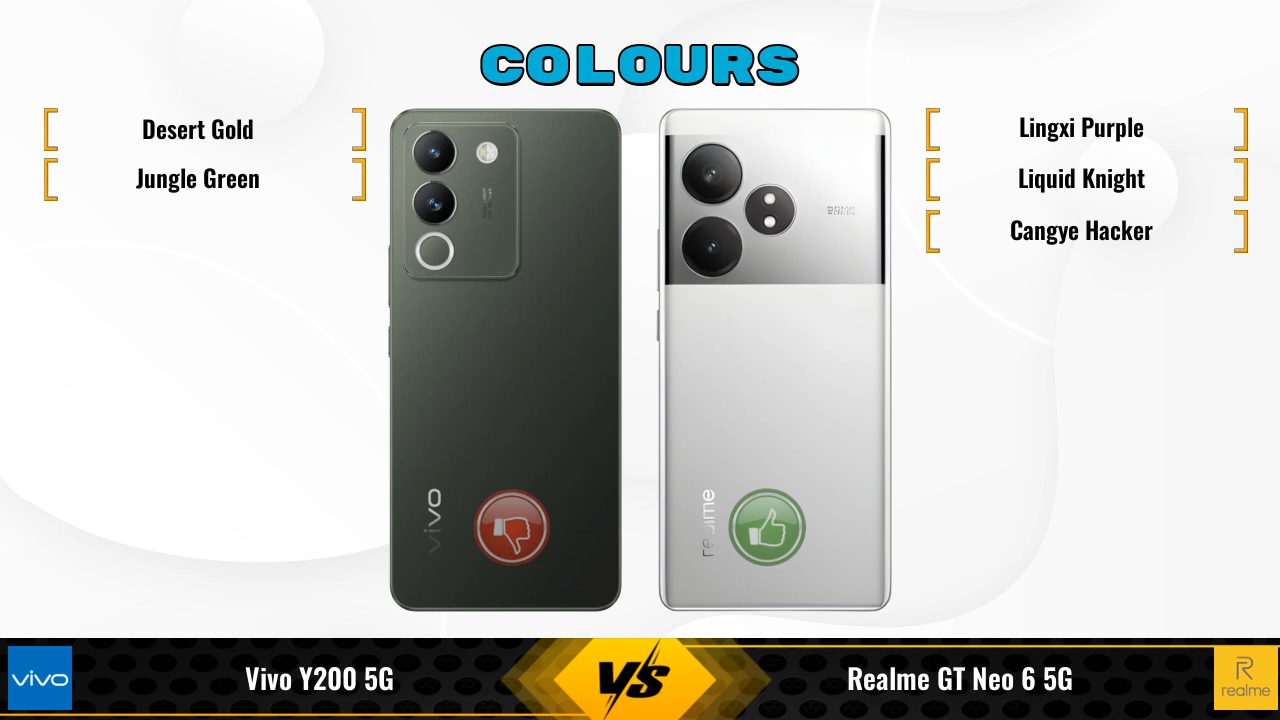 COLOURS
Desert Gold
Jungle Green
Lingxi Purple
Liquid Knight
Cangye Hacker
vivo
realme
vivo
Vivo Y200 5G
VS
Realme GT Neo 6 5G
R
realme